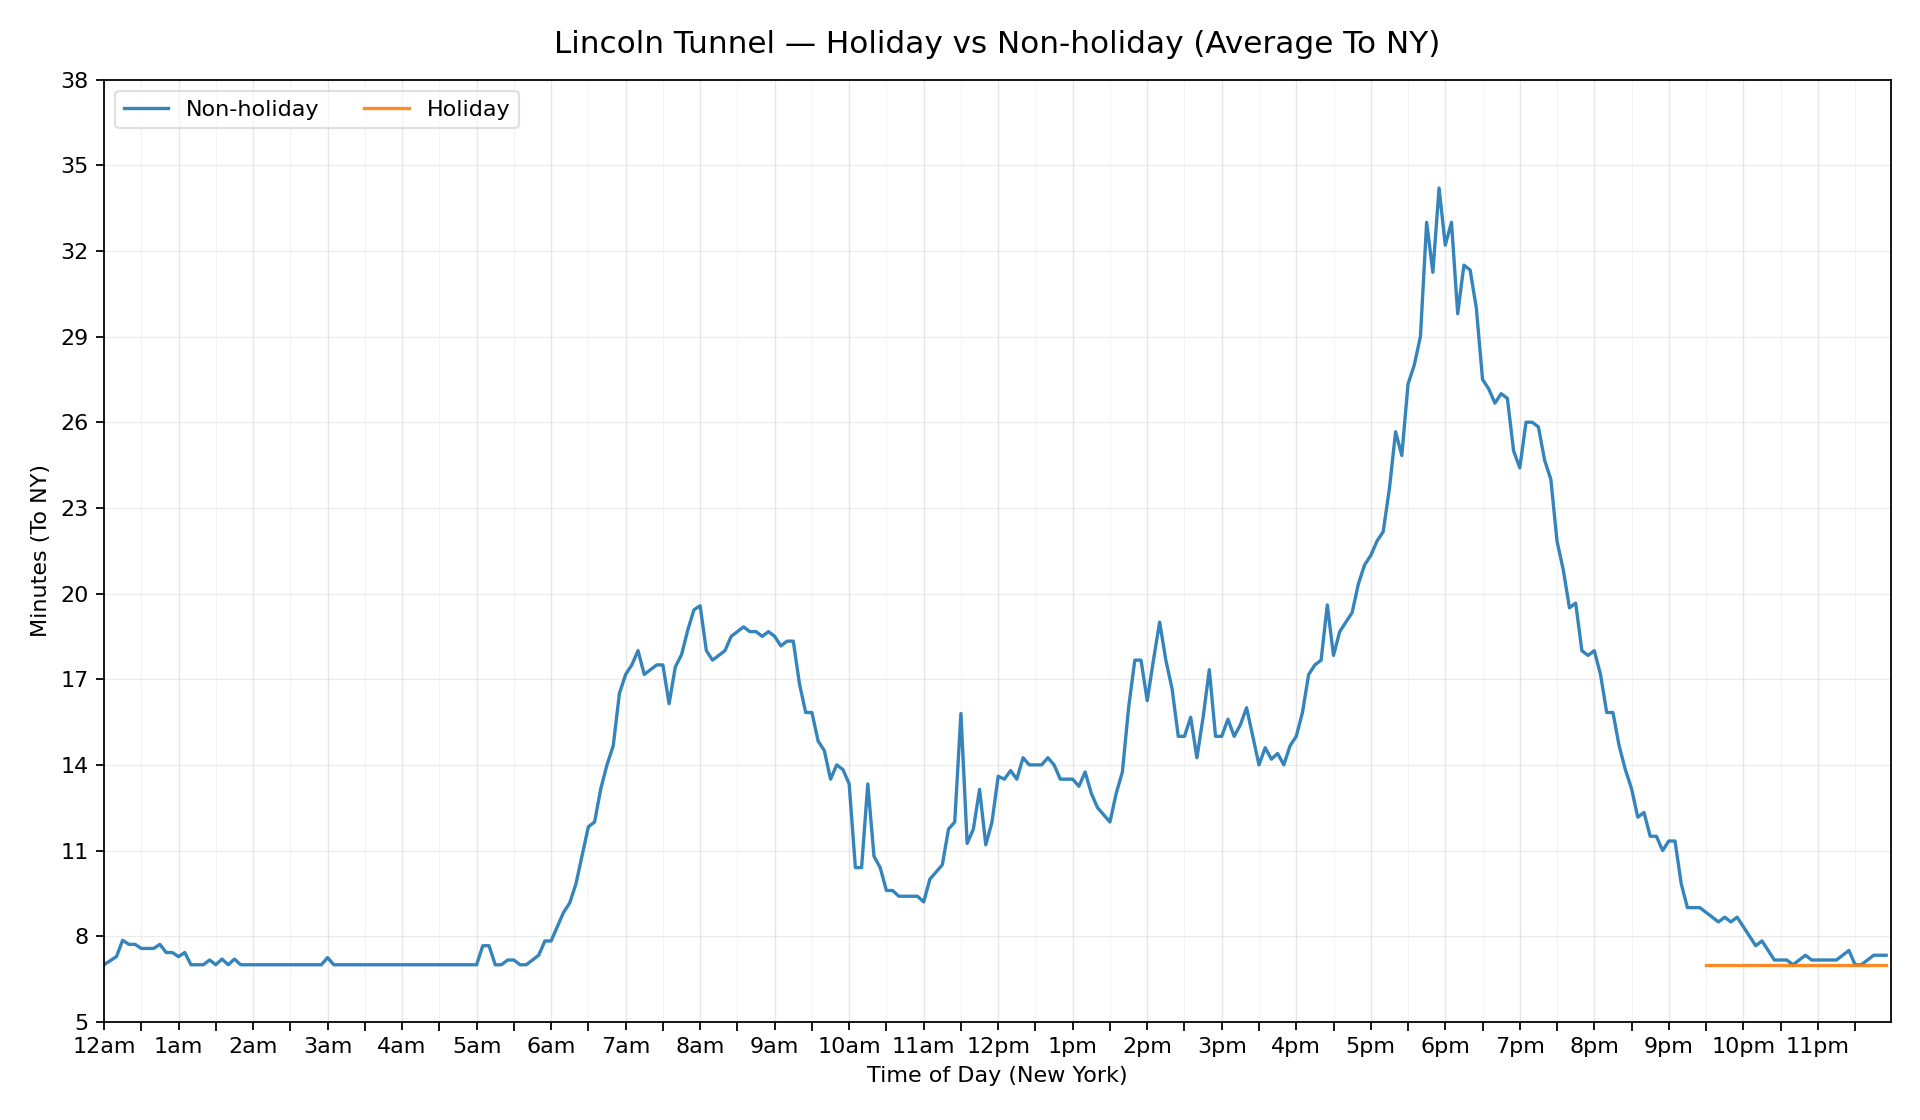 Lincoln Tunnel — Holiday vs Non-holiday (Average To NY)
Non-holiday Holiday
38
35
32
29
26
23
20
17
14
11
8
5
Minutes (To NY)
12am 1am 2am 3am 4am 5am 6am 7am 8am 9am 10am 11am 12pm 1pm 2pm 3pm 4pm 5pm 6pm 7pm 8pm 9pm 10pm 11pm
Time of Day (New York)